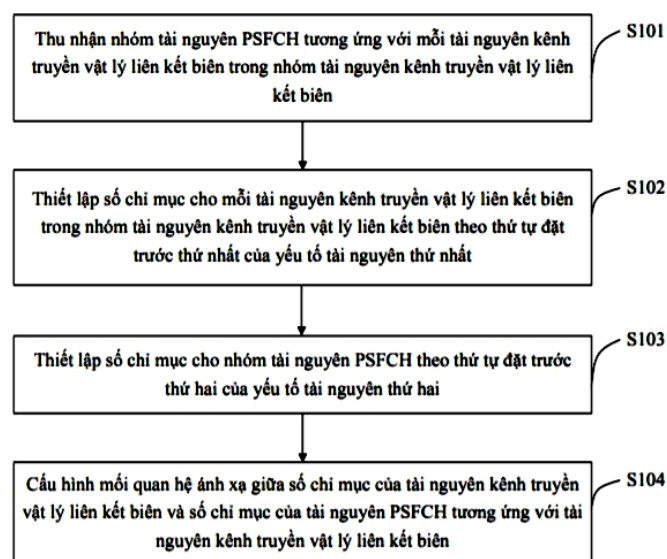 Thu nhận nhóm tài nguyên PSFCH tương ứng với mỗi tài nguyên kênh
truyền vật lý liên kết biên trong nhóm tài nguyên kênh truyền vật lý liên
kết biên
S101
Thiết lập số chỉ mục cho mỗi tài nguyên kênh truyền vật lý liên kết biên
trong nhóm tài nguyên kênh truyền vật lý liên kết biên theo thứ tự đặt
trước thứ nhất của yếu tố tài nguyên thứ nhất
S102
Thiết lập số chỉ mục cho nhóm tài nguyên PSFCH theo thứ tự đặt trước
thứ hai của yếu tố tài nguyên thứ hai
S103
Cấu hình mối quan hệ ánh xạ giữa số chỉ mục của tài nguyên kênh truyền
vật lý liên kết biên và số chỉ mục của tài nguyên PSFCH tương ứng với tài
nguyên kênh truyền vật lý liên kết biên
S104